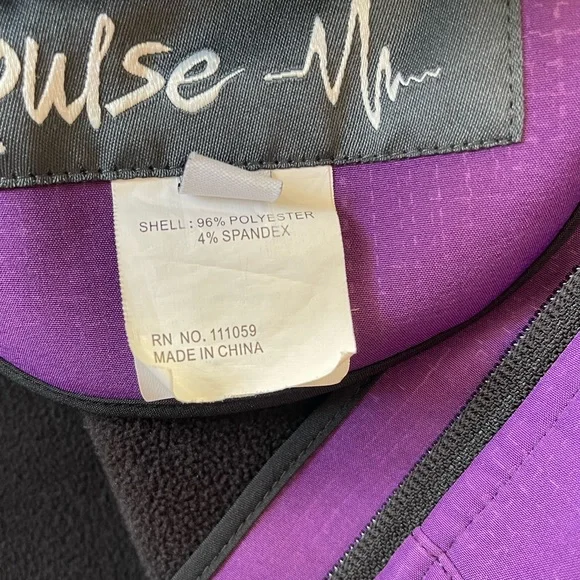 pulse
SHELL : 96% POLYESTER
4% SPANDEX
RN NO. 111059
MADE IN CHINA